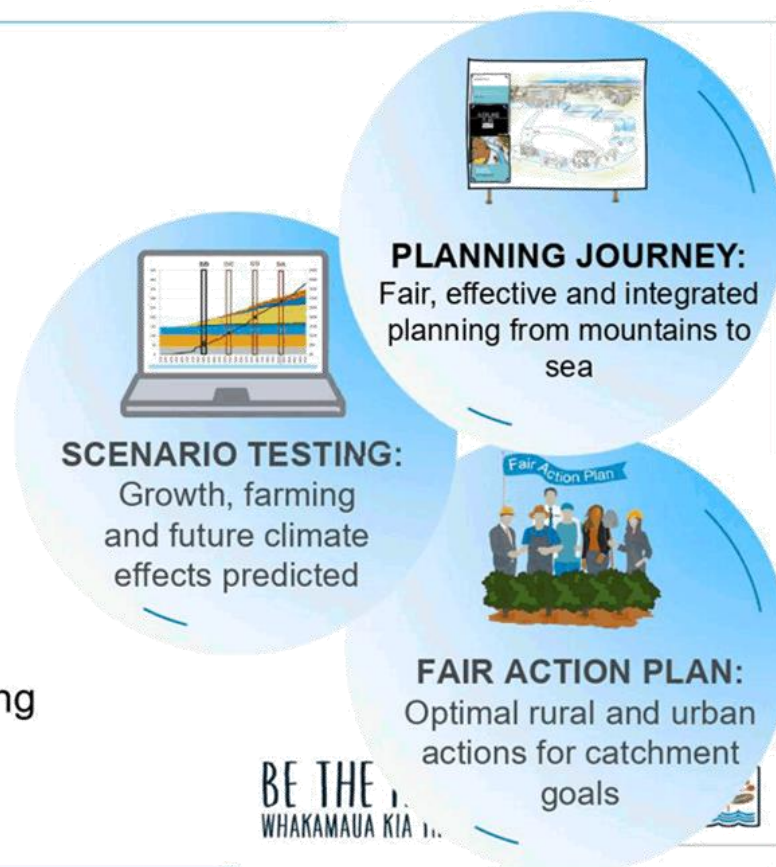 PLANNING JOURNEY:
Fair, effective and integrated
planning from mountains to
sea
SCENARIO TESTING:
Growth, farming
and future climate
effects predicted
Fair Action Plan
FAIR ACTION PLAN:
Optimal rural and urban
actions for catchment
goals
ng
BE THE
WHAKAMAUA KIA